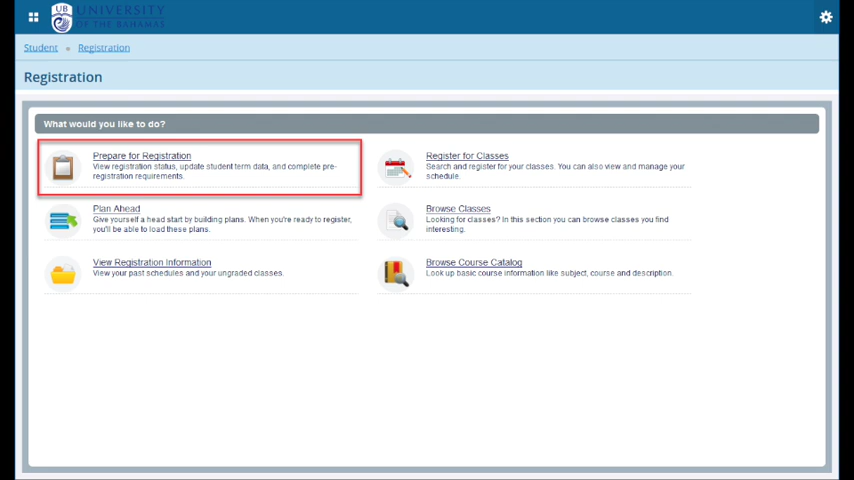 UB
UNIVERSITY
OF THE BAHAMAS
Student Registration
Registration
What would you like to do?
Prepare for Registration
View registration status, update student term data, and complete pre-
registration requirements.
Register for Classes
Search and register for your classes. You can also view and manage your
schedule.
Plan Ahead
Give yourself a head start by building plans. When you're ready to register,
you'll be able to load these plans.
Browse Classes
Looking for classes? In this section you can browse classes you find
interesting.
View Registration Information
View your past schedules and your ungraded classes.
Browse Course Catalog
Look up basic course information like subject, course and description.